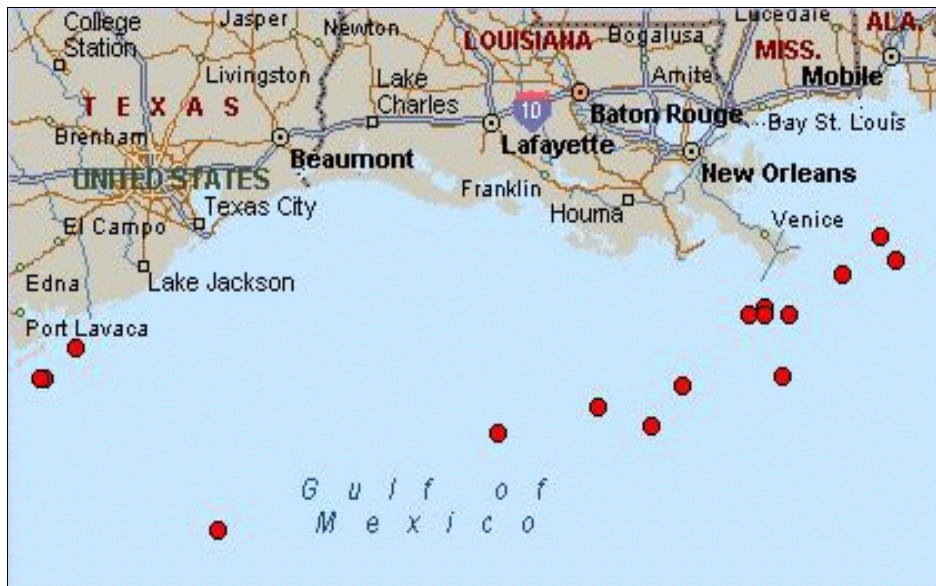 College
Station
Jasper
Newton
LOUISIANA
Bogalusa
Lucedale
ALA.
MISS.
Livingston
Lake
Charles
Amite
Mobile
TEXAS
10
Baton Rouge
Bay St. Louis
Brenham
Beaumont
Lafayette
UNITED STATES
Franklin
New Orleans
Texas City
Houma
El Campo
Venice
Edna
Lake Jackson
Port Lavaca
Gulf of
Mexico